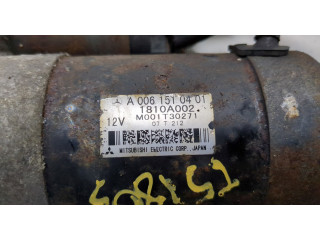 A 006 151 04 01
1810A002
12V M001T30271
07 T 212
MITSUBISHI ELECTRIC CORP. JAPAN